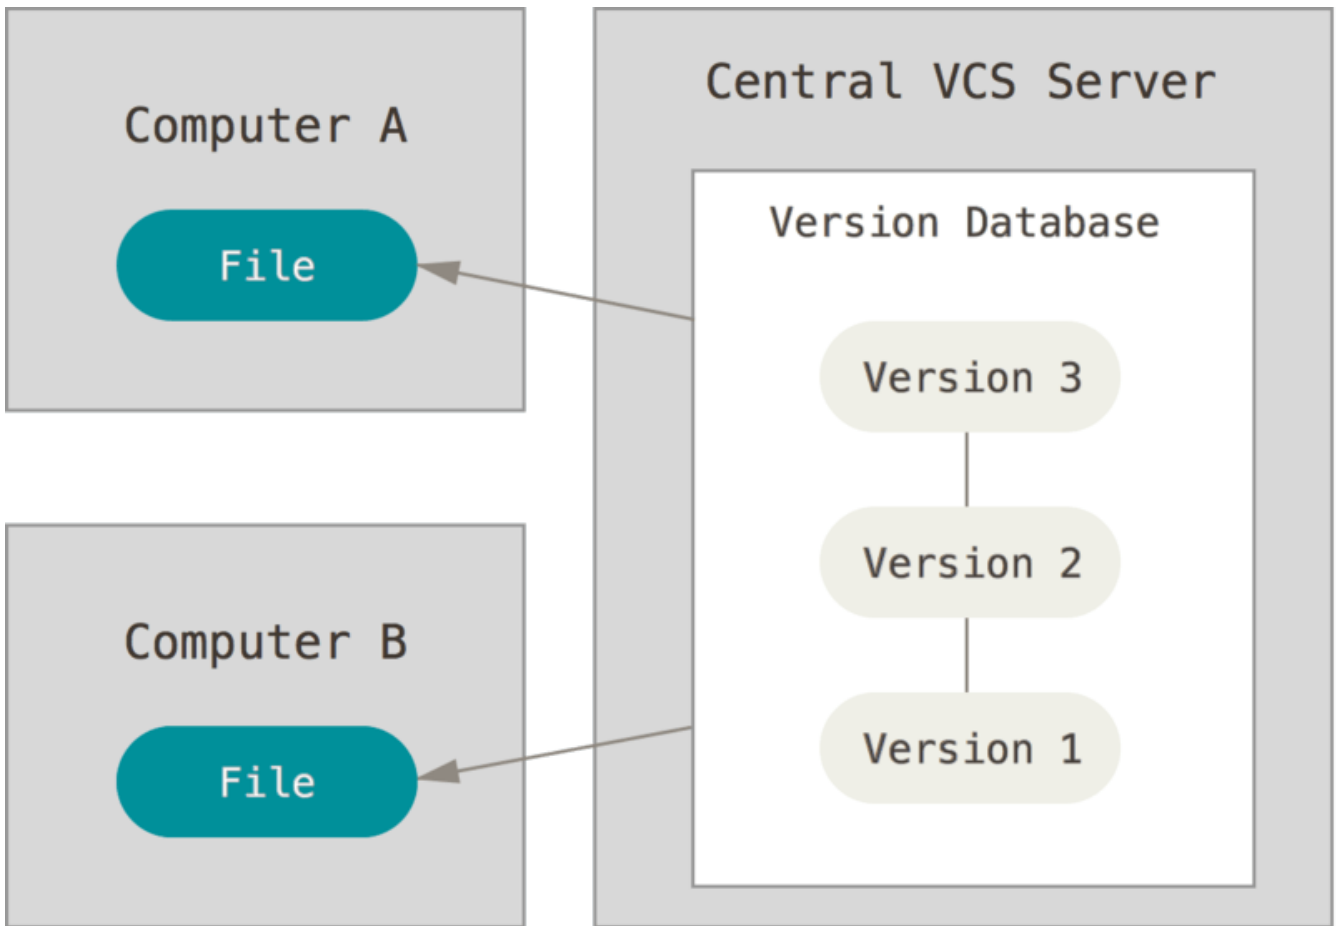 Computer A
File
Computer B
File
Central VCS Server
Version Database
Version 3
Version 2
Version 1